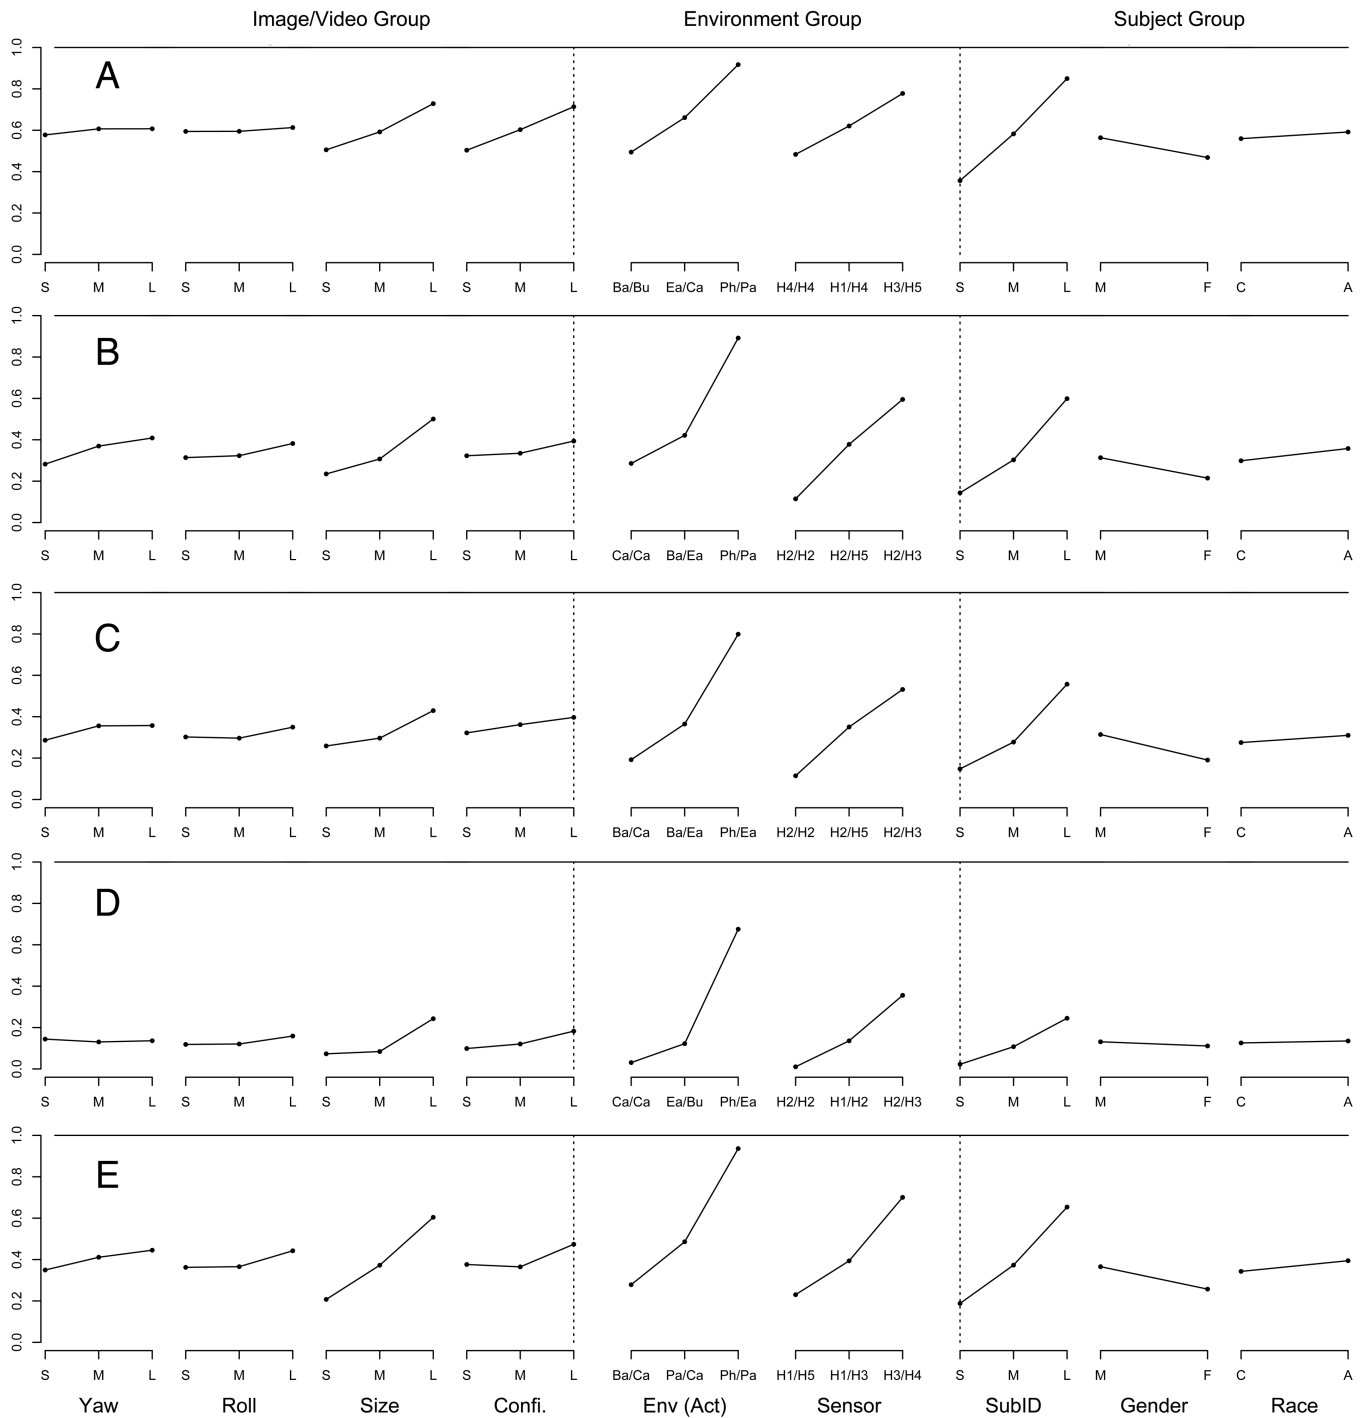 Image/Video Group Environment Group Subject Group
A
0.0 0.2 0.4 0.6 0.8 1.0
S M L S M L S M L S M L Ba/Bu Ea/Ca Ph/Pa H4/H4 H1/H4 H3/H5 S M L M F C A
B
0.0 0.2 0.4 0.6 0.8 1.0
S M L S M L S M L S M L Ca/Ca Ba/Ea Ph/Pa H2/H2 H2/H5 H2/H3 S M L M F C A
C
0.0 0.2 0.4 0.6 0.8 1.0
S M L S M L S M L S M L Ba/Ca Ba/Ea Ph/Ea H2/H2 H2/H5 H2/H3 S M L M F C A
D
0.0 0.2 0.4 0.6 0.8 1.0
S M L S M L S M L S M L Ca/Ca Ea/Bu Ph/Ea H2/H2 H1/H2 H2/H3 S M L M F C A
E
0.0 0.2 0.4 0.6 0.8 1.0
S M L S M L S M L S M L Ba/Ca Pa/Ca Ph/Pa H1/H5 H1/H3 H3/H4 S M L M F C A
Yaw Roll Size Confi. Env (Act) Sensor SubID Gender Race